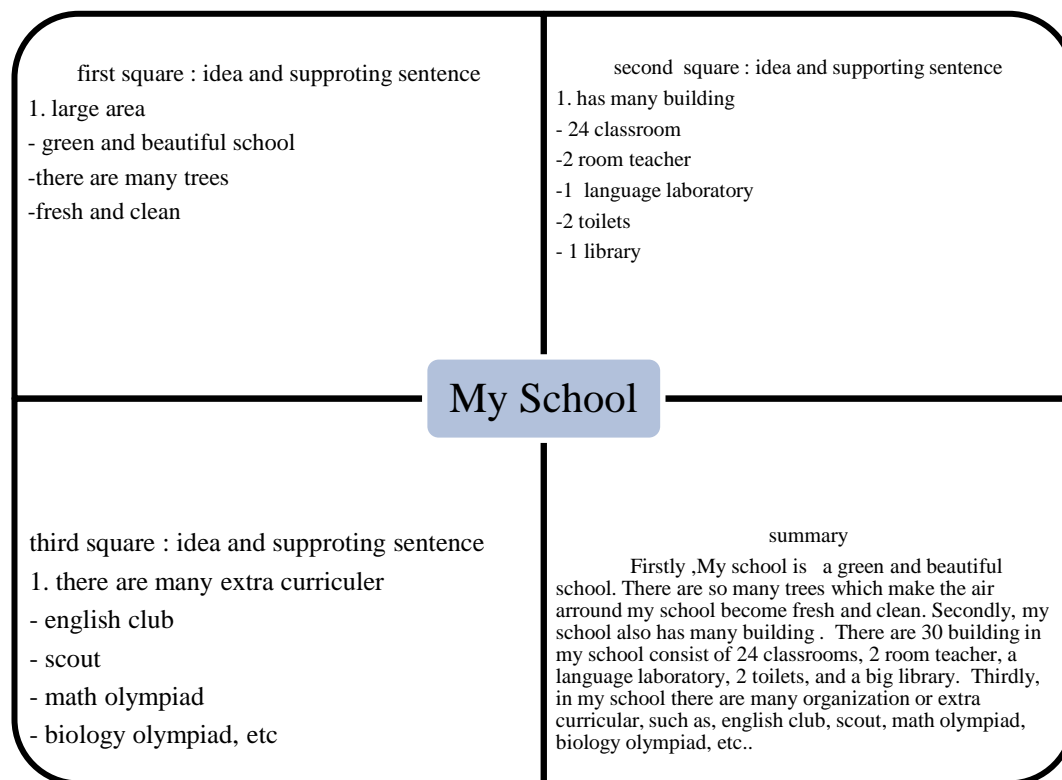 first square : idea and supproting sentence
1. large area
- green and beautiful school
-there are many trees
-fresh and clean
second  square : idea and supporting sentence
1. has many building
- 24 classroom
-2 room teacher
-1  language laboratory
-2 toilets
- 1 library
My School
third square : idea and supproting sentence
1. there are many extra curriculer
- english club
- scout
- math olympiad
- biology olympiad, etc
summary
Firstly ,My school is   a green and beautiful
school. There are so many trees which make the air
arround my school become fresh and clean. Secondly, my
school also has many building .  There are 30 building in
my school consist of 24 classrooms, 2 room teacher, a
language laboratory, 2 toilets, and a big library.  Thirdly,
in my school there are many organization or extra
curricular, such as, english club, scout, math olympiad,
biology olympiad, etc..